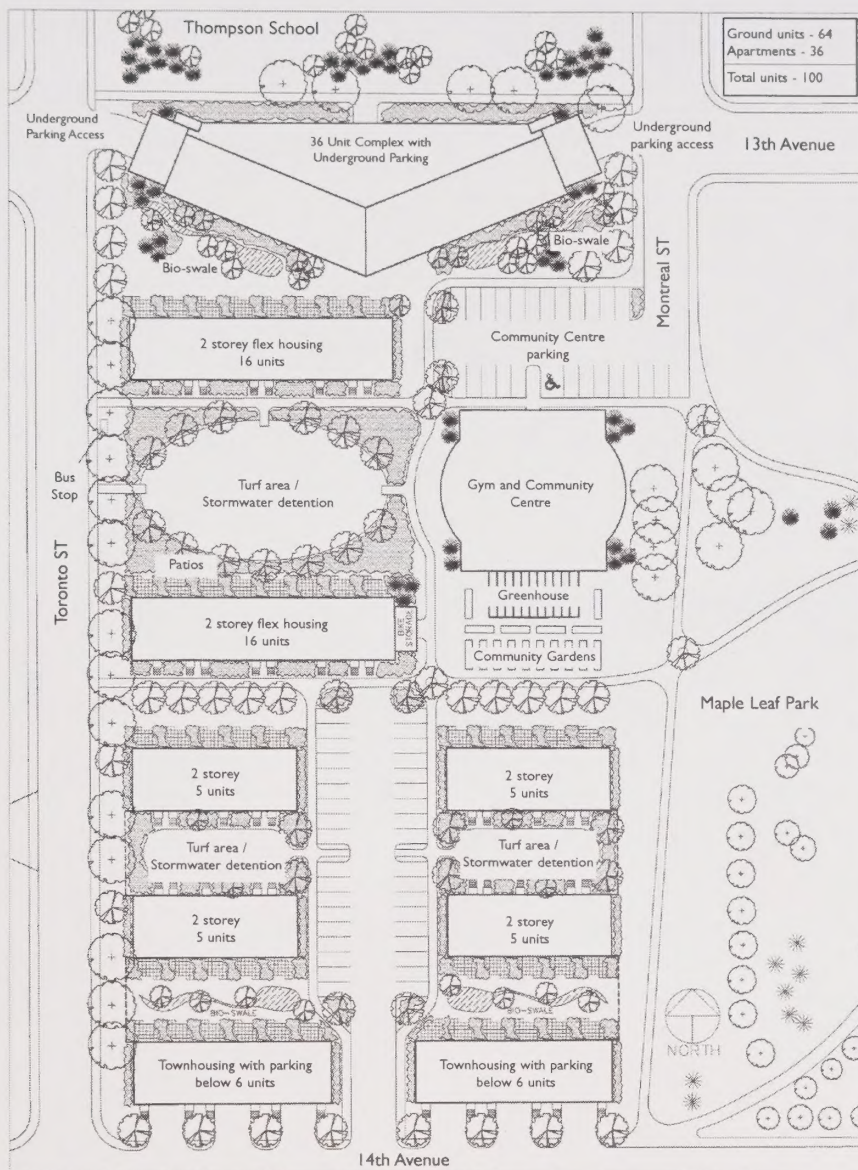 Thompson School
Ground units - 64
Apartments - 36
Total units - 100
Underground
Parking Access
36 Unit Complex with
Underground Parking
Underground
parking access
13th Avenue
Bio-swale
Bio-swale
Montreal ST
2 storey flex housing
16 units
Community Centre
parking
Bus
Stop
Turf area /
Stormwater detention
Gym and Community
Centre
Toronto ST
Patios
Greenhouse
2 storey flex housing
16 units
BIKE
STORAGE
Community Gardens
Maple Leaf Park
2 storey
5 units
2 storey
5 units
Turf area /
Stormwater detention
Turf area /
Stormwater detention
2 storey
5 units
2 storey
5 units
BIO-SWALE
BIO-SWALE
NORTH
Townhousing with parking
below 6 units
Townhousing with parking
below 6 units
14th Avenue